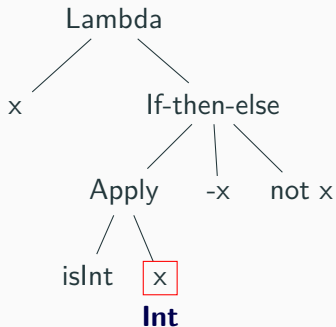 Lambda
x If-then-else
Apply -x not x
isInt x
Int